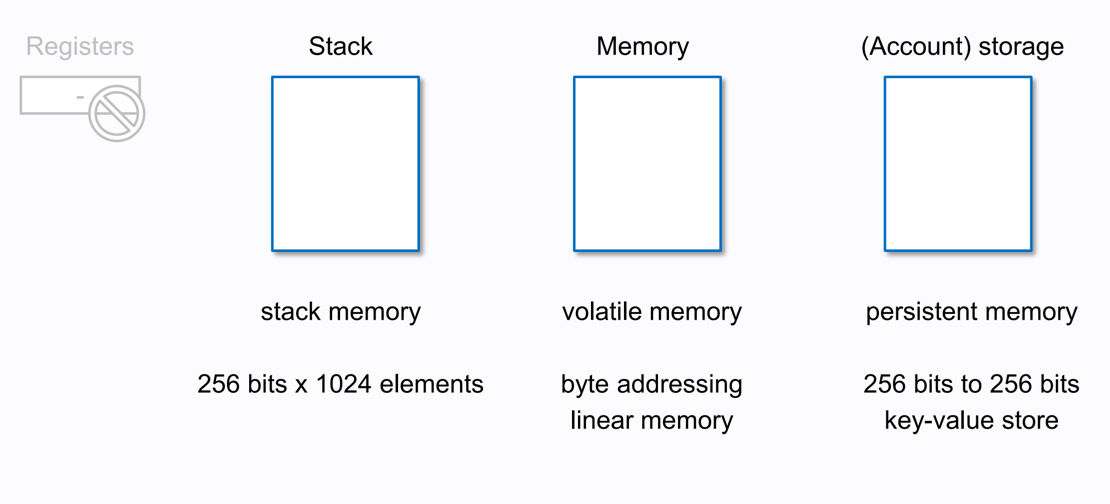 Registers
-
Stack
Memory
(Account) storage
stack memory
volatile memory
persistent memory
256 bits x 1024 elements
byte addressing
linear memory
256 bits to 256 bits
key-value store